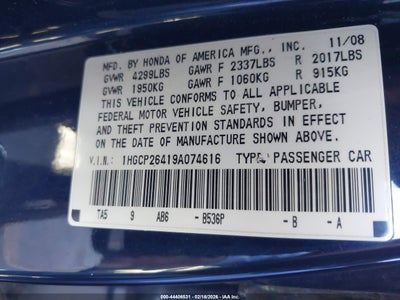 MFD. BY HONDA OF AMERICA MFG., INC. 11/08
GVWR 4299LBS GAWR F 2337LBS R 2017LBS
GVWR 1950KG GAWR F 1060KG R 915KG
THIS VEHICLE CONFORMS TO ALL APPLICABLE
FEDERAL MOTOR VEHICLE SAFETY, BUMPER,
AND THEFT PREVENTION STANDARDS IN EFFECT
ON THE DATE OF MANUFACTURE SHOWN ABOVE.
V.I.N.: 1HGCP26419A074616 TYPE: PASSENGER CAR
TA5 9 AB6 - B536P - B - A
000-44406531 - 02/18/2026 - IAA Inc.